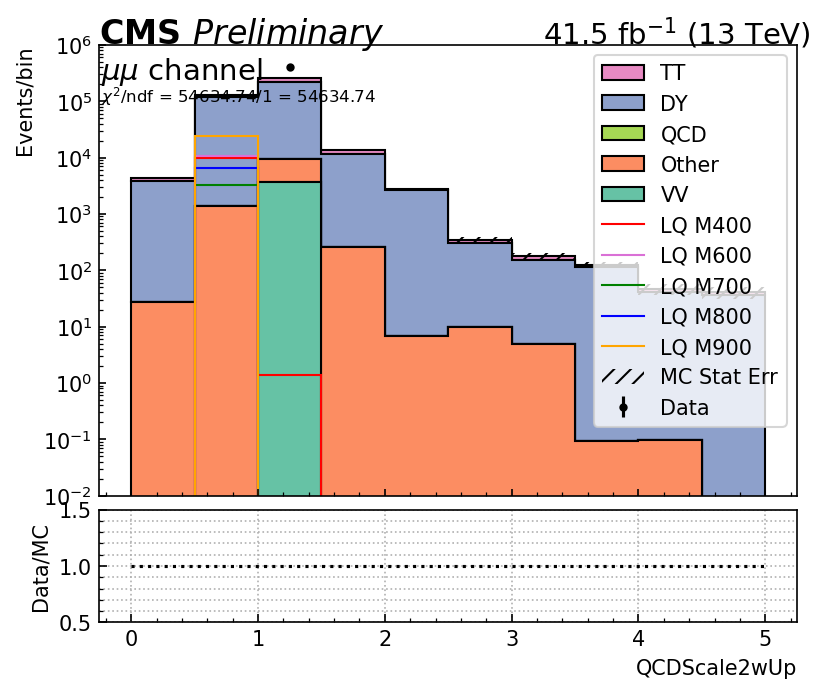 CMS Preliminary 41.5 fb⁻¹ (13 TeV)
μμ channel
χ²/ndf = 54634.74/1 = 54634.74
Events/bin
10⁶
10⁵
10⁴
10³
10²
10¹
10⁰
10⁻¹
10⁻²
TT
DY
QCD
Other
VV
LQ M400
LQ M600
LQ M700
LQ M800
LQ M900
MC Stat Err
Data
Data/MC
1.5
1.0
0.5
0 1 2 3 4 5
QCDScale2wUp